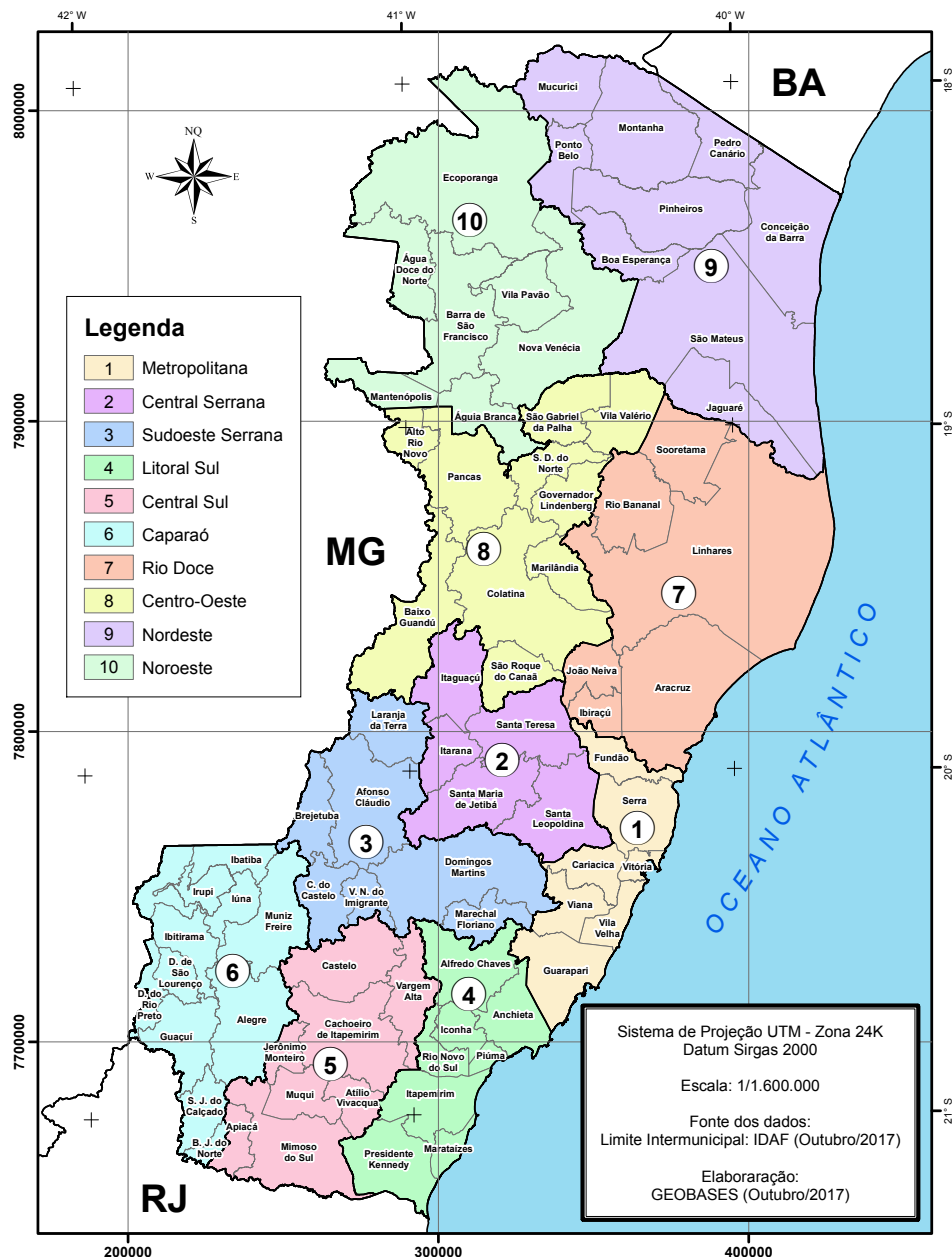 42° W
41° W
40° W
BA
18° S
8000000
NQ
W
E
S
Mucurici
Montanha
Ponto
Belo
Pedro
Canário
Ecoporanga
10
Pinheiros
Conceição
da Barra
Boa Esperança
9
Água
Doce do
Norte
Vila Pavão
Barra de
São
Francisco
Nova Venécia
São Mateus
Legenda
1 Metropolitana
2 Central Serrana
3 Sudoeste Serrana
4 Litoral Sul
5 Central Sul
6 Caparaó
7 Rio Doce
8 Centro-Oeste
9 Nordeste
10 Noroeste
Mantenópolis
Águia Branca
São Gabriel
da Palha
Vila Valério
Jaguaré
7900000
19° S
Alto
Rio
Novo
Pancas
S. D. do
Norte
Sooretama
Governador
Lindenberg
Rio Bananal
MG
8
Linhares
Marilândia
Colatina
7
Baixo
Guandú
São Roque
do Canaã
Itaguaçú
João Neiva
Aracruz
Ibiraçú
OCEANO ATLÂNTICO
Laranja
da Terra
Santa Teresa
7800000
Itarana
2
Fundão
20° S
Afonso
Cláudio
Santa Maria
de Jetibá
Serra
Brejetuba
Santa
Leopoldina
1
3
Ibatiba
Domingos
Martins
Cariacica
Vitória
Irupi
Iúna
C. do
Castelo
V. N. do
Imigrante
Viana
Muniz
Freire
Marechal
Floriano
Vila
Velha
Ibitirama
D. de
São
Lourenço
6
Castelo
Alfredo Chaves
Guarapari
D. do
Rio
Preto
Vargem
Alta
4
Anchieta
Guaçuí
Alegre
Cachoeiro
de Itapemirim
Iconha
7700000
Jerônimo
Monteiro
5
Rio Novo
do Sul
Piúma
S. J. do
Calçado
Muqui
Atílio
Vivacqua
Itapemirim
Apiacá
21° S
B. J. do
Norte
Mimoso
do Sul
Presidente
Kennedy
Marataízes
RJ
Sistema de Projeção UTM - Zona 24K
Datum Sirgas 2000
Escala: 1/1.600.000
Fonte dos dados:
Limite Intermunicipal: IDAF (Outubro/2017)
Elaboraração:
GEOBASES (Outubro/2017)
200000
300000
400000